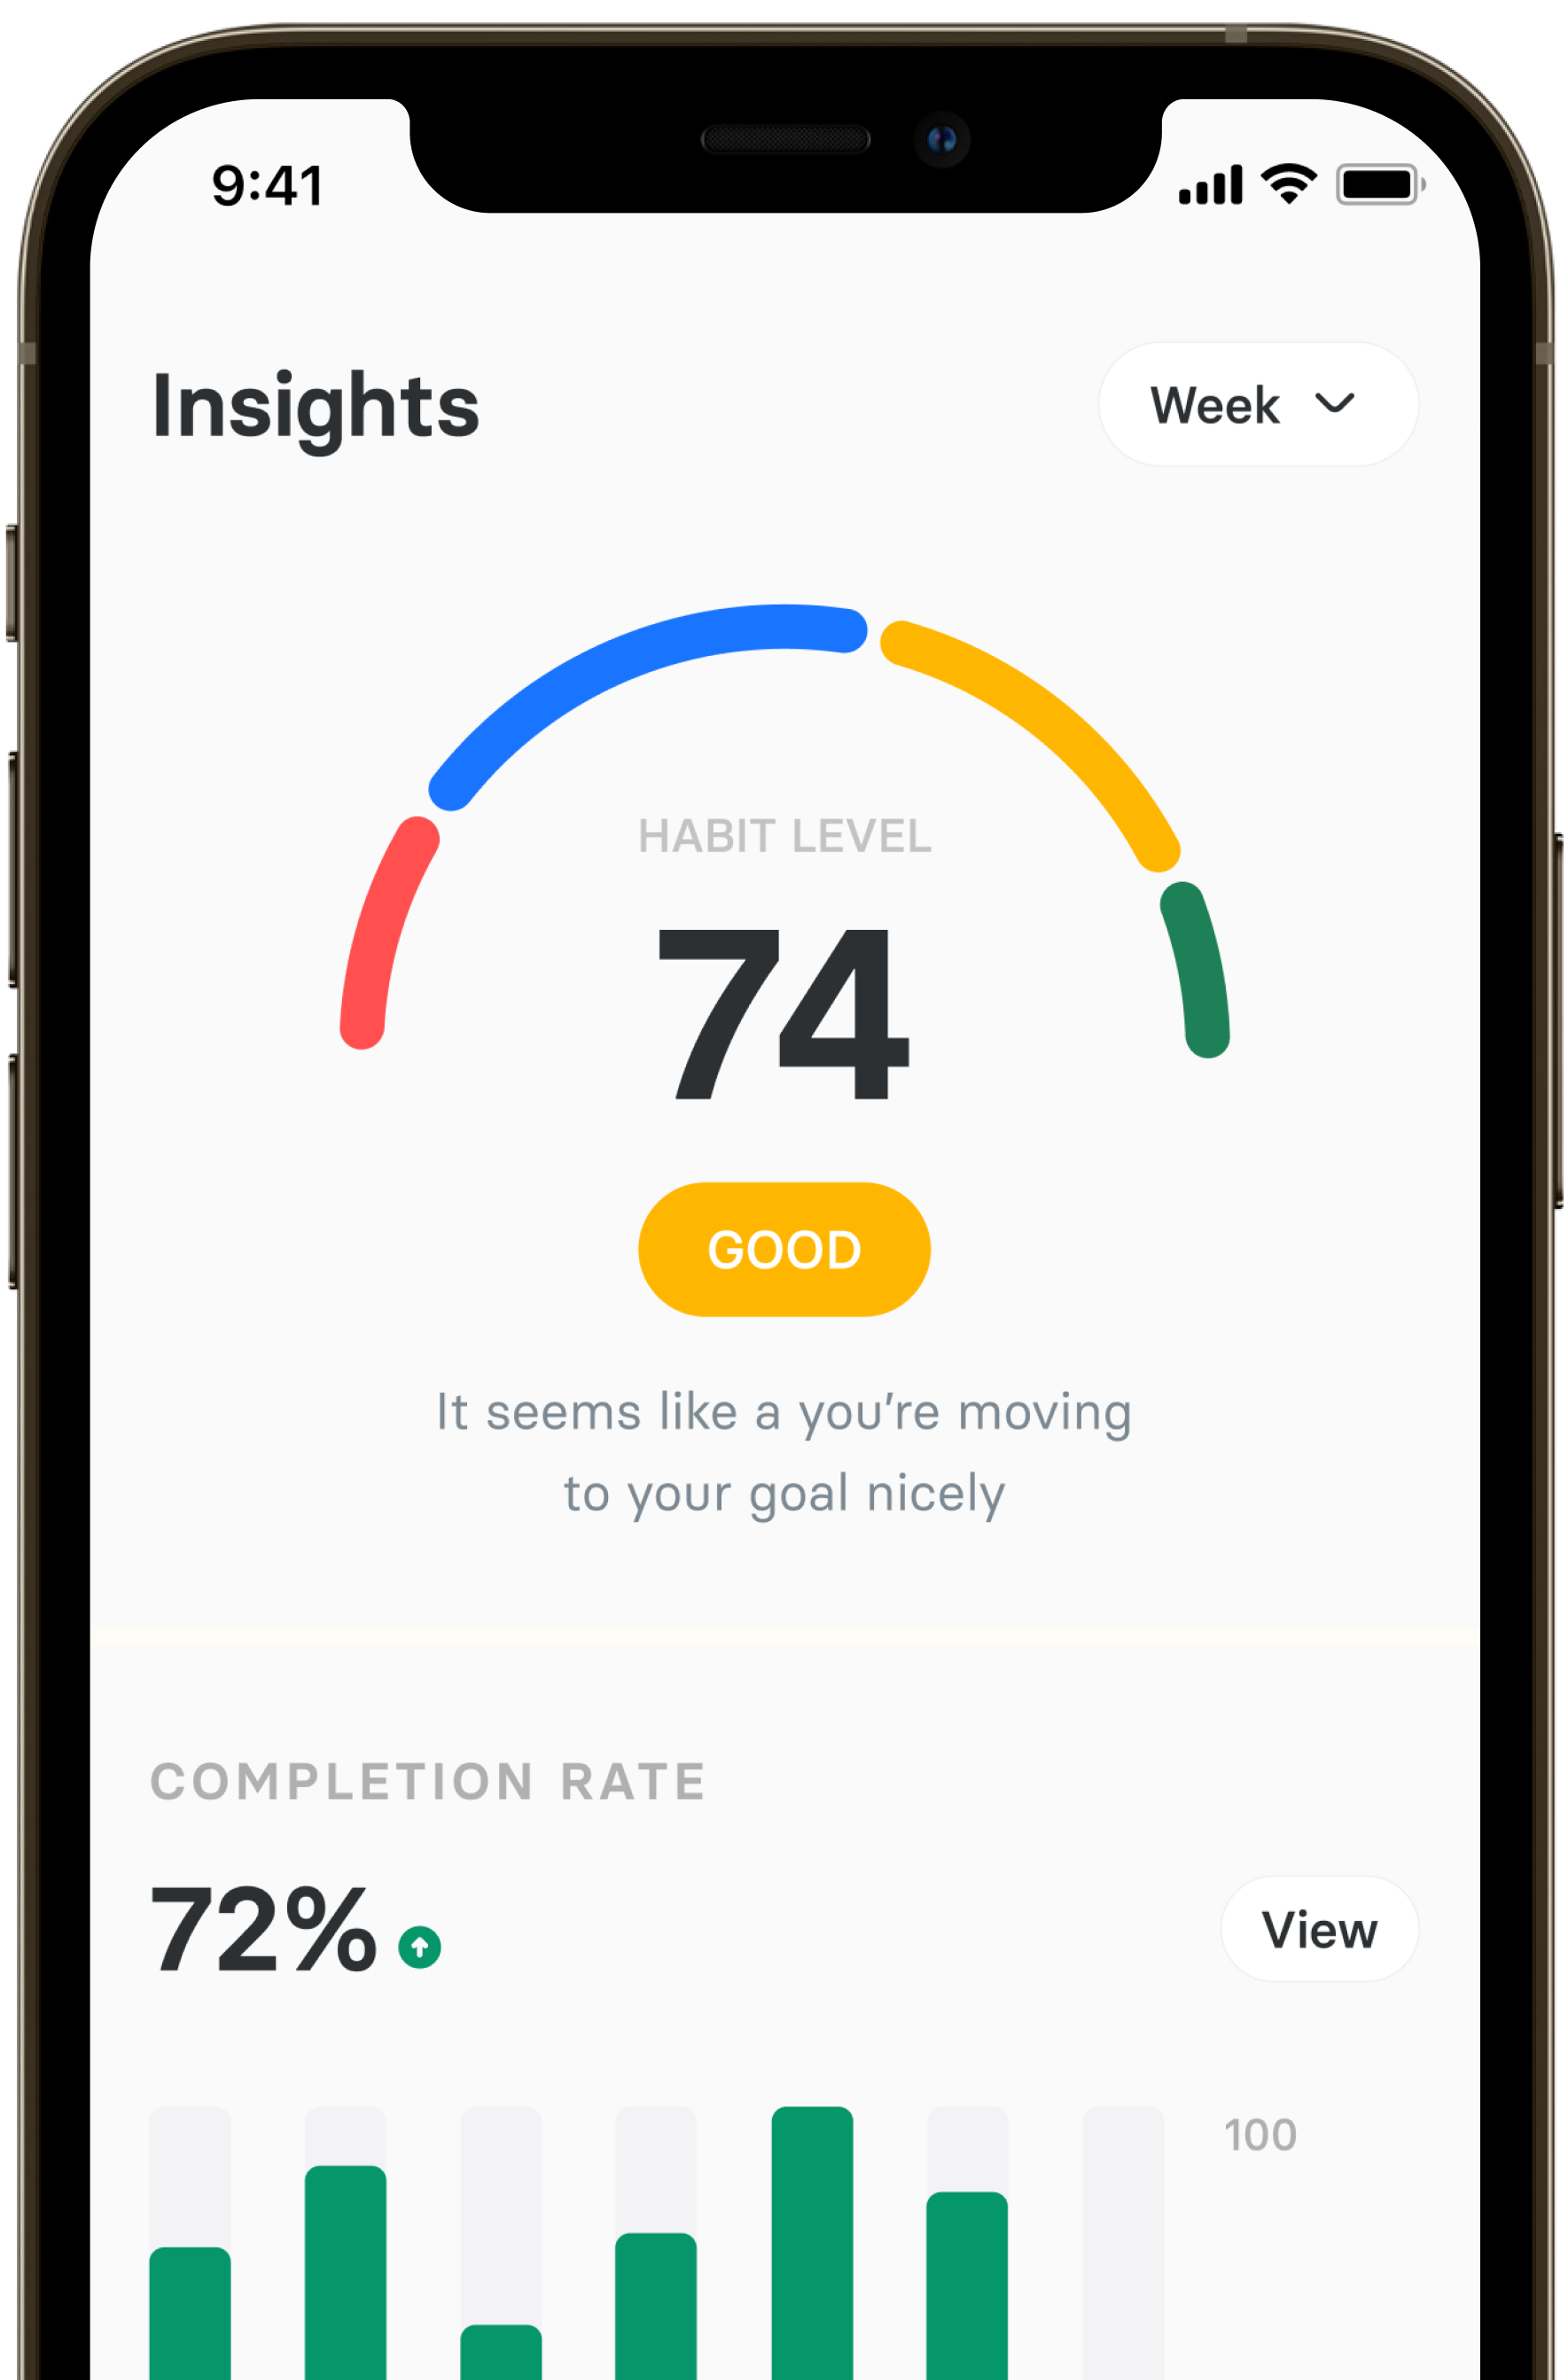 9:41
Insights
Week
HABIT LEVEL
74
GOOD
It seems like a you’re moving
to your goal nicely
COMPLETION RATE
72%
View
100